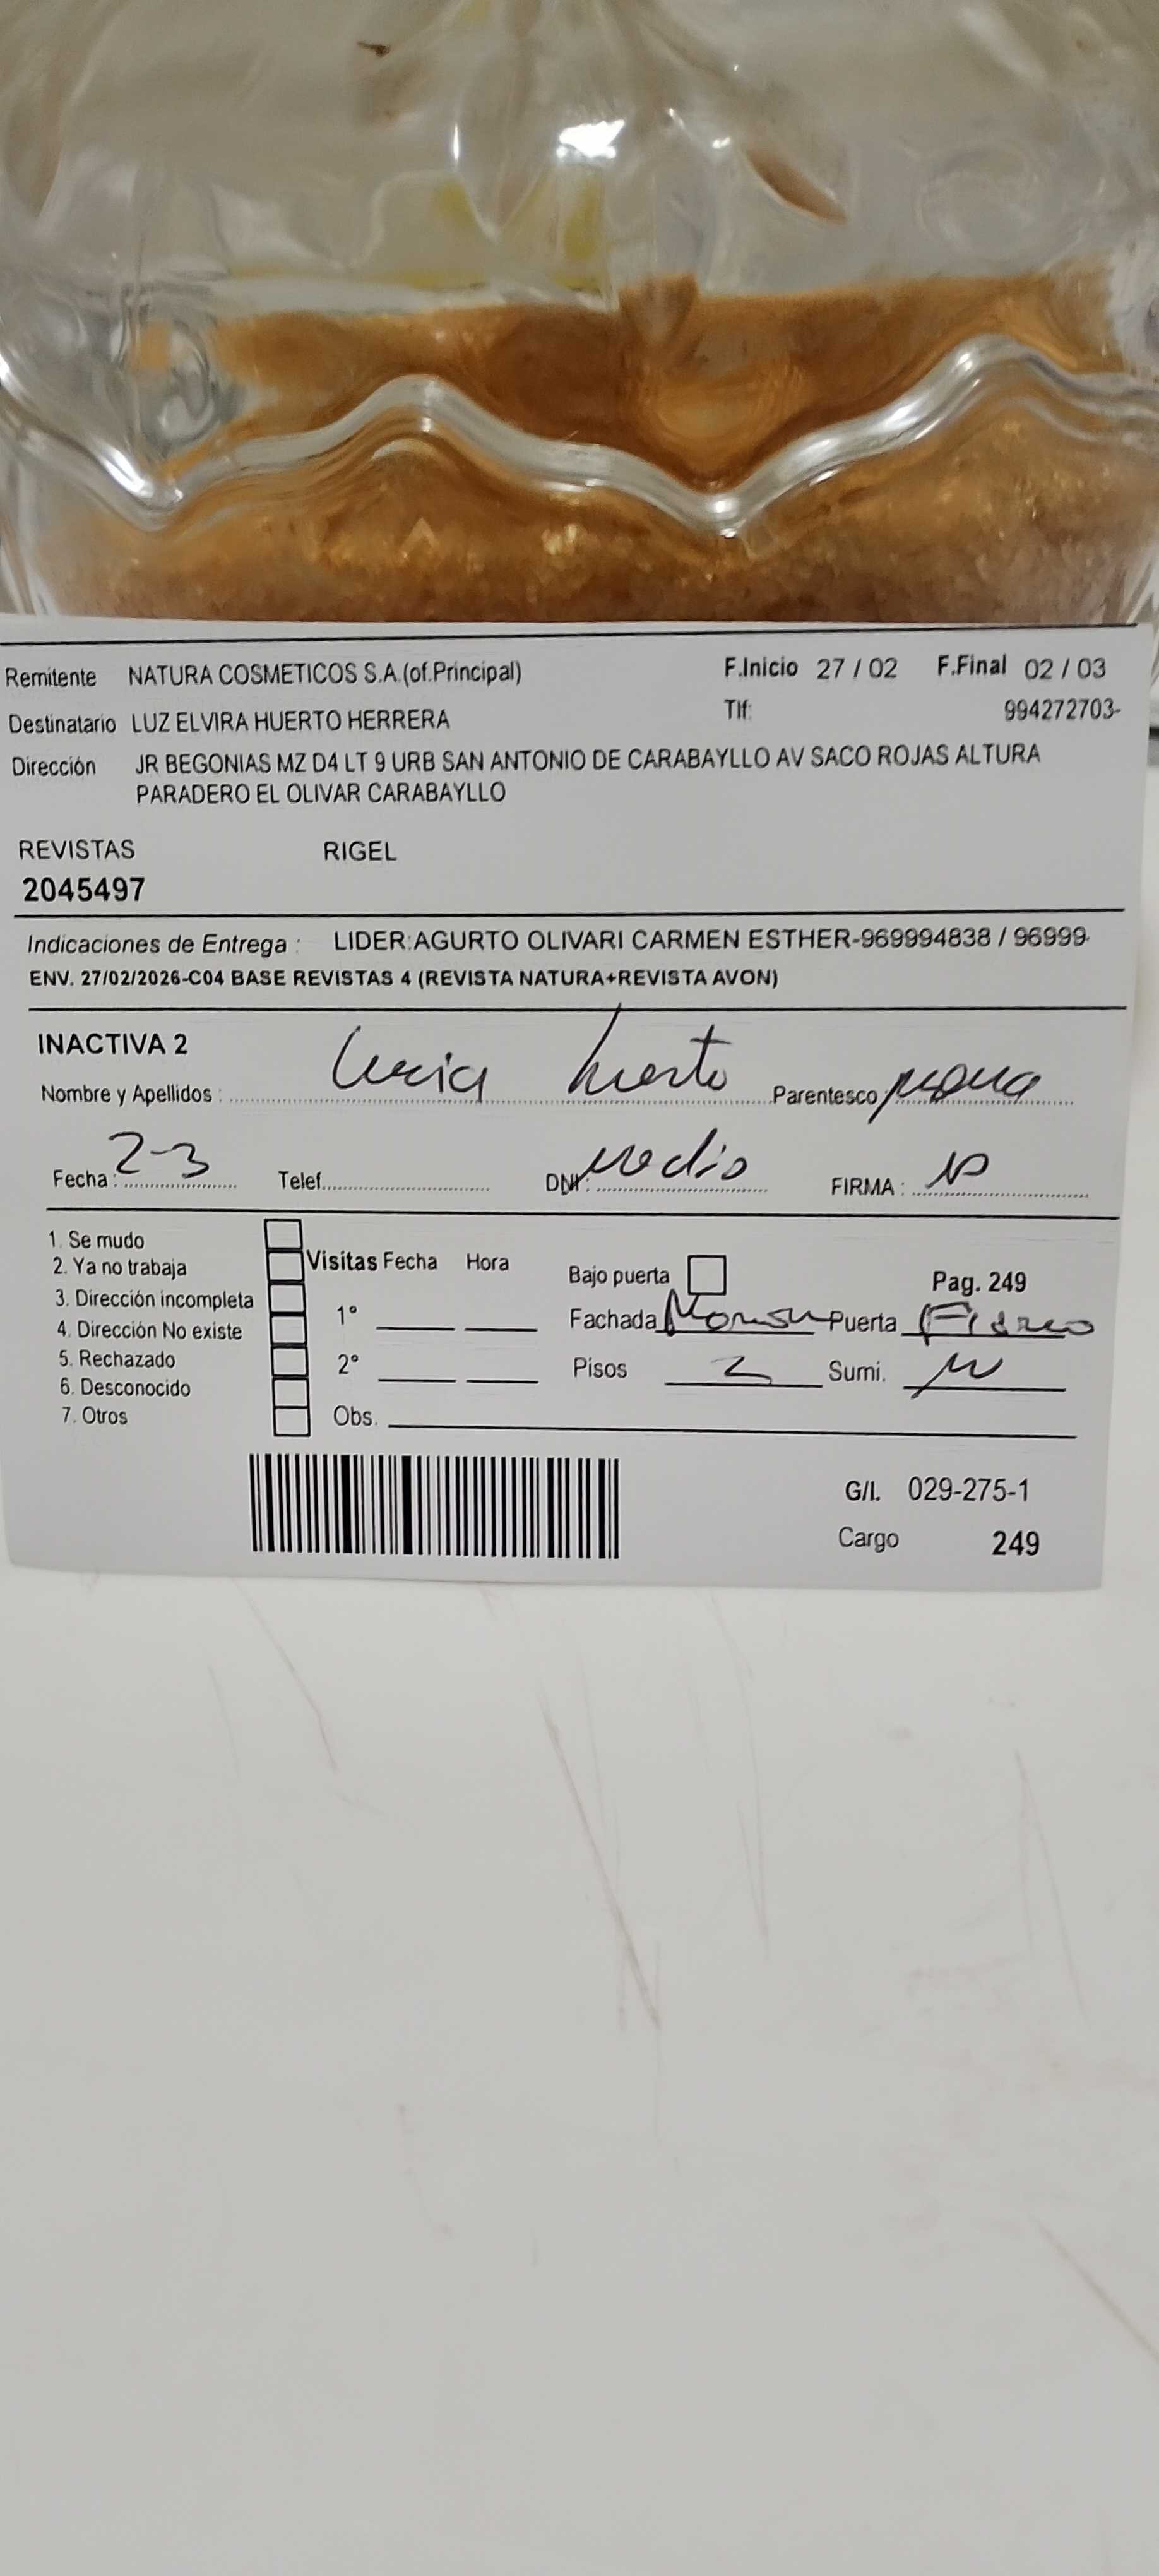 Remitente NATURA COSMETICOS S.A.(of.Principal) F.Inicio 27 / 02 F.Final 02 / 03
Destinatario LUZ ELVIRA HUERTO HERRERA Tlf: 994272703-
Dirección JR BEGONIAS MZ D4 LT 9 URB SAN ANTONIO DE CARABAYLLO AV SACO ROJAS ALTURA
PARADERO EL OLIVAR CARABAYLLO
REVISTAS RIGEL
2045497
Indicaciones de Entrega : LIDER:AGURTO OLIVARI CARMEN ESTHER-969994838 / 96999
ENV. 27/02/2026-C04 BASE REVISTAS 4 (REVISTA NATURA+REVISTA AVON)
INACTIVA 2
Nombre y Apellidos : huerto Parentesco
Fecha : 2-3 Telef. DNI : FIRMA :
1. Se mudo
2. Ya no trabaja Visitas Fecha Hora Bajo puerta Pag. 249
3. Dirección incompleta 1° Fachada Puerta
4. Dirección No existe
5. Rechazado 2° Pisos 2 Sumi.
6. Desconocido
7. Otros Obs.
G/I. 029-275-1
Cargo 249